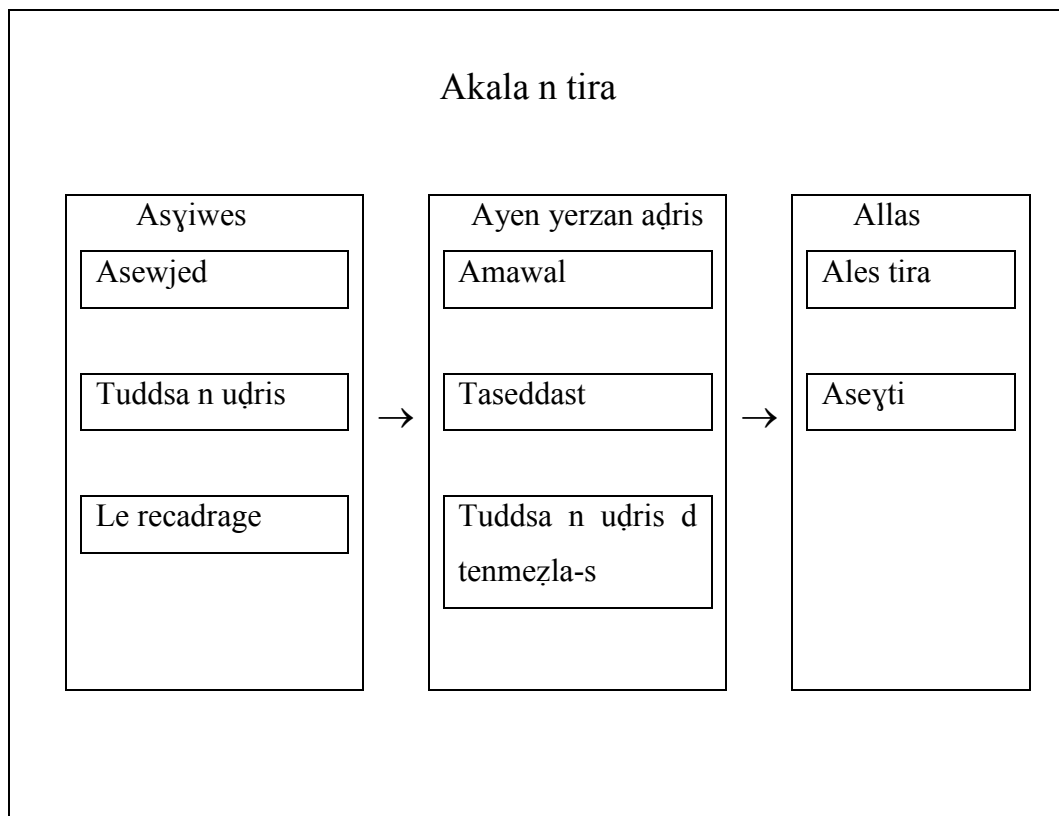 Akala n tira
Asɣiwes
Asewjed
Tuddsa n uḍris
Le recadrage
→
Ayen yerzan aḍris
Amawal
Taseddast
Tuddsa n uḍris d
tenmeẓla-s
→
Allas
Ales tira
Aseɣti